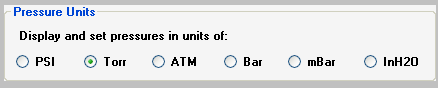 Pressure Units
Display and set pressures in units of:
PSI Torr ATM Bar mBar InH2O